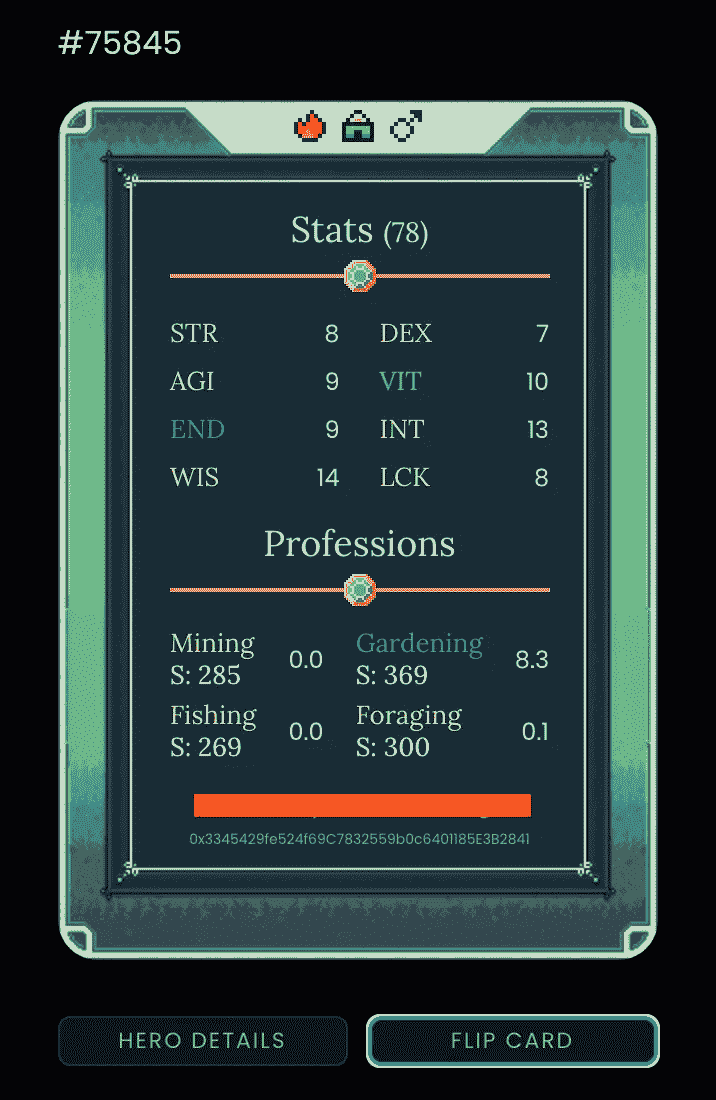 #75845
Stats (78)
STR 8 DEX 7
AGI 9 VIT 10
END 9 INT 13
WIS 14 LCK 8
Professions
Mining 0.0 Gardening 8.3
S: 285 S: 369
Fishing 0.0 Foraging 0.1
S: 269 S: 300
0x3345429fe524f69C7832559b0c6401185E3B2841
HERO DETAILS FLIP CARD